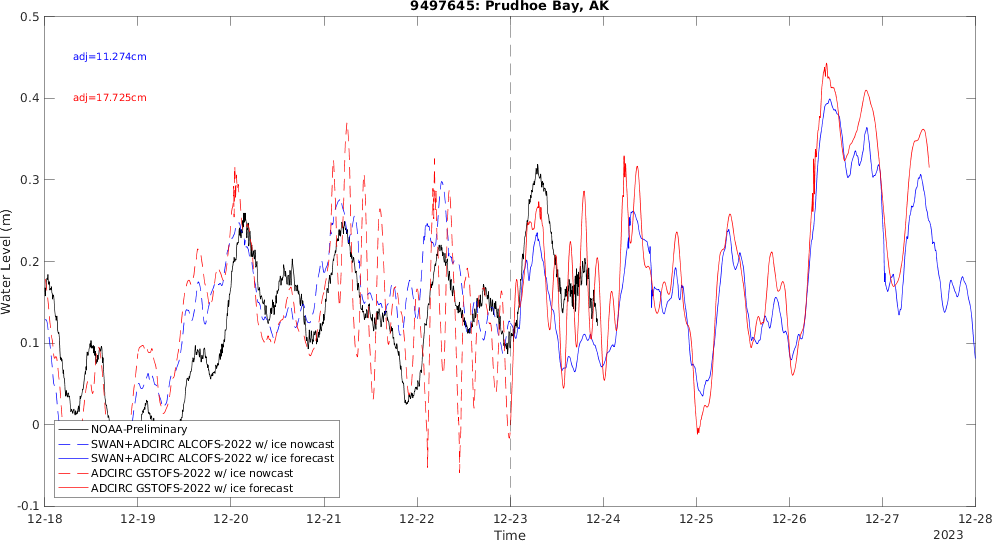 9497645: Prudhoe Bay, AK
0.5
0.4
0.3
0.2
0.1
0
-0.1
Water Level (m)
adj=11.274cm
adj=17.725cm
NOAA-Preliminary
SWAN+ADCIRC ALCOFS-2022 w/ ice nowcast
SWAN+ADCIRC ALCOFS-2022 w/ ice forecast
ADCIRC GSTOFS-2022 w/ ice nowcast
ADCIRC GSTOFS-2022 w/ ice forecast
12-18 12-19 12-20 12-21 12-22 12-23 12-24 12-25 12-26 12-27 12-28
Time
2023